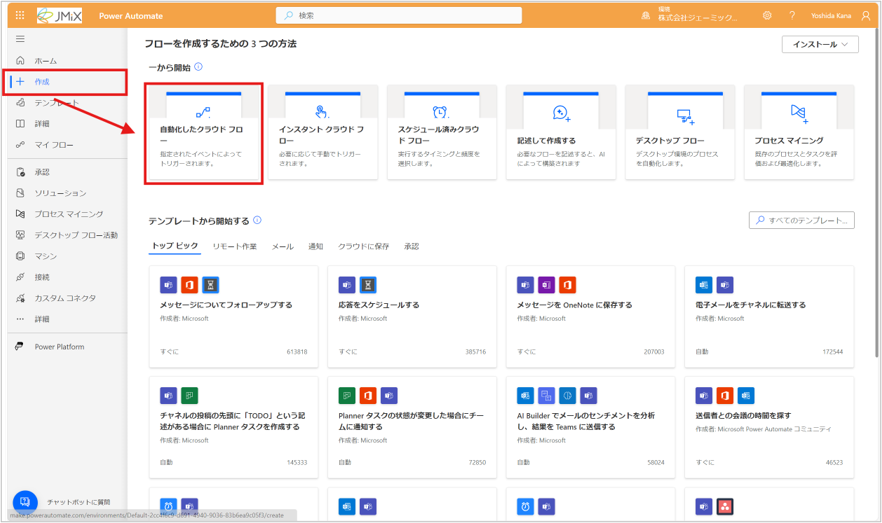 JMiX
Power Automate
検索
環境
株式会社ジェーミック...
Yoshida Kana
ホーム
作成
テンプレート
詳細
マイ フロー
承認
ソリューション
プロセス マイニング
デスクトップ フロー活動
マシン
接続
カスタム コネクタ
詳細
Power Platform
チャットボットに質問
フローを作成するための 3 つの方法
インストール
一から開始
自動化したクラウド フロ
ー
指定されたイベントによって
トリガーされます。
インスタント クラウド フ
ロー
必要に応じて手動でトリガー
されます。
スケジュール済みクラウ
ド フロー
実行するタイミングと頻度を
選択します。
記述して作成する
必要なフローを記述すると、AI
によって構築されます
デスクトップ フロー
デスクトップ環境のプロセス
を自動化します。
プロセス マイニング
既存のプロセスとタスクを評
価および最適化します。
テンプレートから開始する
すべてのテンプレート...
トップ ピック
リモート作業
メール
通知
クラウドに保存
承認
メッセージについてフォローアップする
作成者: Microsoft
すぐに
613818
応答をスケジュールする
作成者: Microsoft
すぐに
385716
メッセージを OneNote に保存する
作成者: Microsoft
すぐに
207003
電子メールをチャネルに転送する
作成者: Microsoft
自動
172544
チャネルの投稿の先頭に「TODO」という記
述がある場合に Planner タスクを作成する
作成者: Microsoft
自動
145333
Planner タスクの状態が変更した場合にチー
ムに通知する
作成者: Microsoft
自動
72850
AI Builder でメールのセンチメントを分析
し、結果を Teams に送信する
作成者: Microsoft
自動
58024
送信者との会議の時間を探す
作成者: Microsoft Power Automate コミュニティ
すぐに
46523